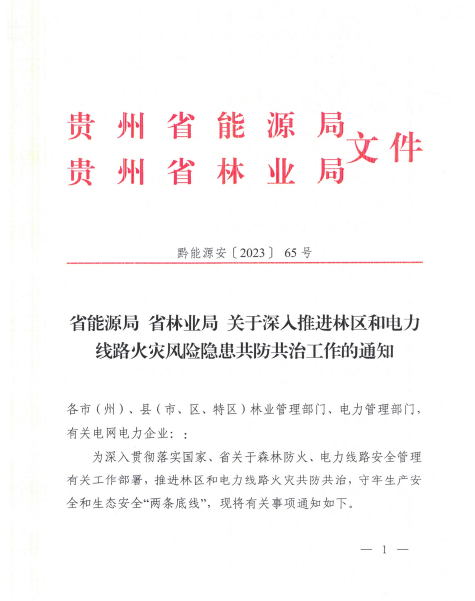 贵州省能源局
贵州省林业局
文件
黔能源安〔2023〕 65 号
省能源局 省林业局 关于深入推进林区和电力
线路火灾风险隐患共防共治工作的通知
各市（州）、县（市、区、特区）林业管理部门、电力管理部门，
有关电网电力企业：：
为深入贯彻落实国家、省关于森林防火、电力线路安全管理
有关工作部署，推进林区和电力线路火灾共防共治，守牢生产安
全和生态安全“两条底线”，现将有关事项通知如下。
— 1 —